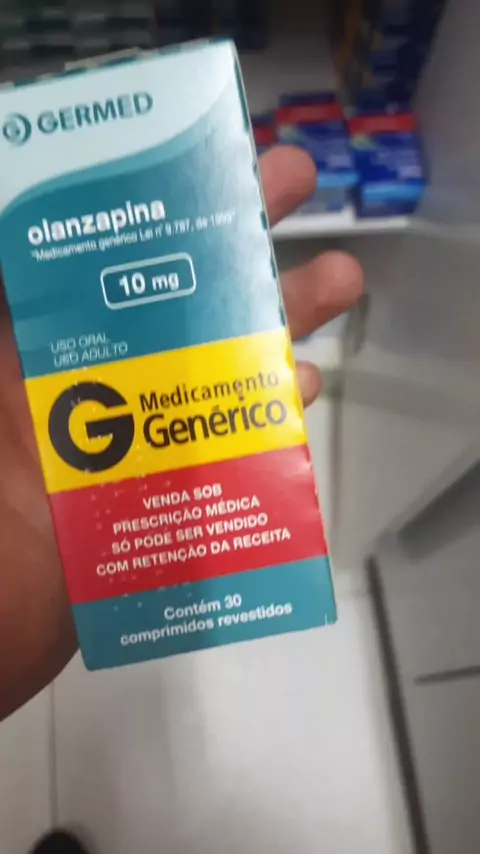 GERMED
olanzapina
"Medicamento genérico Lei nº 9.787, de 1999"
10 mg
USO ORAL
USO ADULTO
G Medicamento
Genérico
VENDA SOB
PRESCRIÇÃO MÉDICA
SÓ PODE SER VENDIDO
COM RETENÇÃO DA RECEITA
Contém 30
comprimidos revestidos